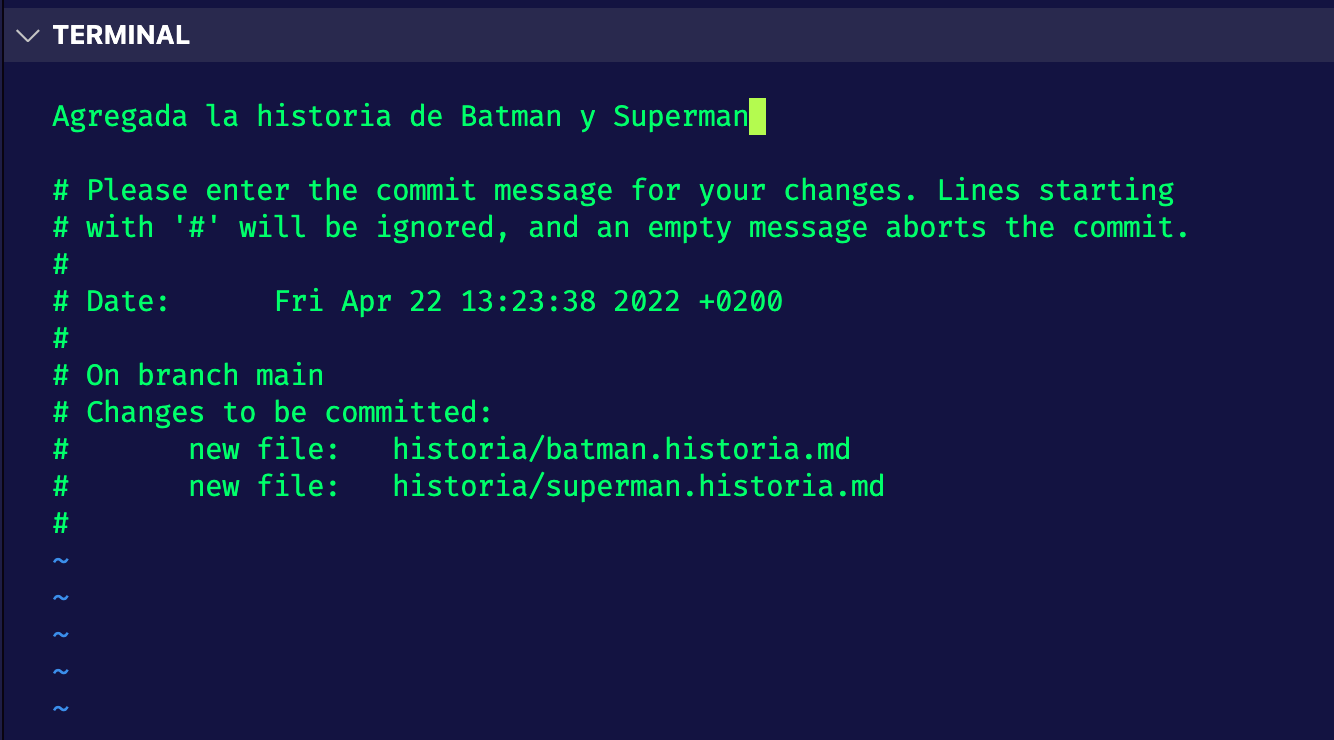 TERMINAL
Agregada la historia de Batman y Superman
# Please enter the commit message for your changes. Lines starting
# with '#' will be ignored, and an empty message aborts the commit.
#
# Date:      Fri Apr 22 13:23:38 2022 +0200
#
# On branch main
# Changes to be committed:
#       new file:   historia/batman.historia.md
#       new file:   historia/superman.historia.md
#
~
~
~
~
~